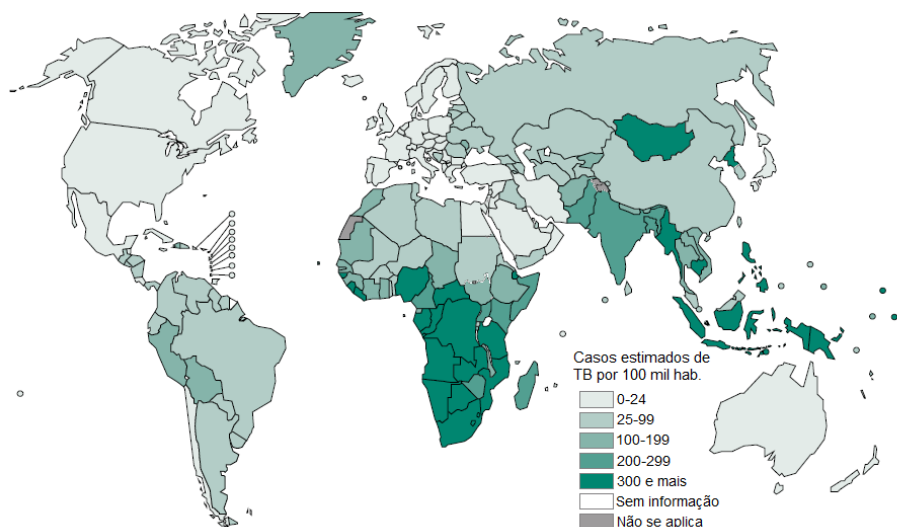 Casos estimados de
TB por 100 mil hab.
0-24
25-99
100-199
200-299
300 e mais
Sem informação
Não se aplica